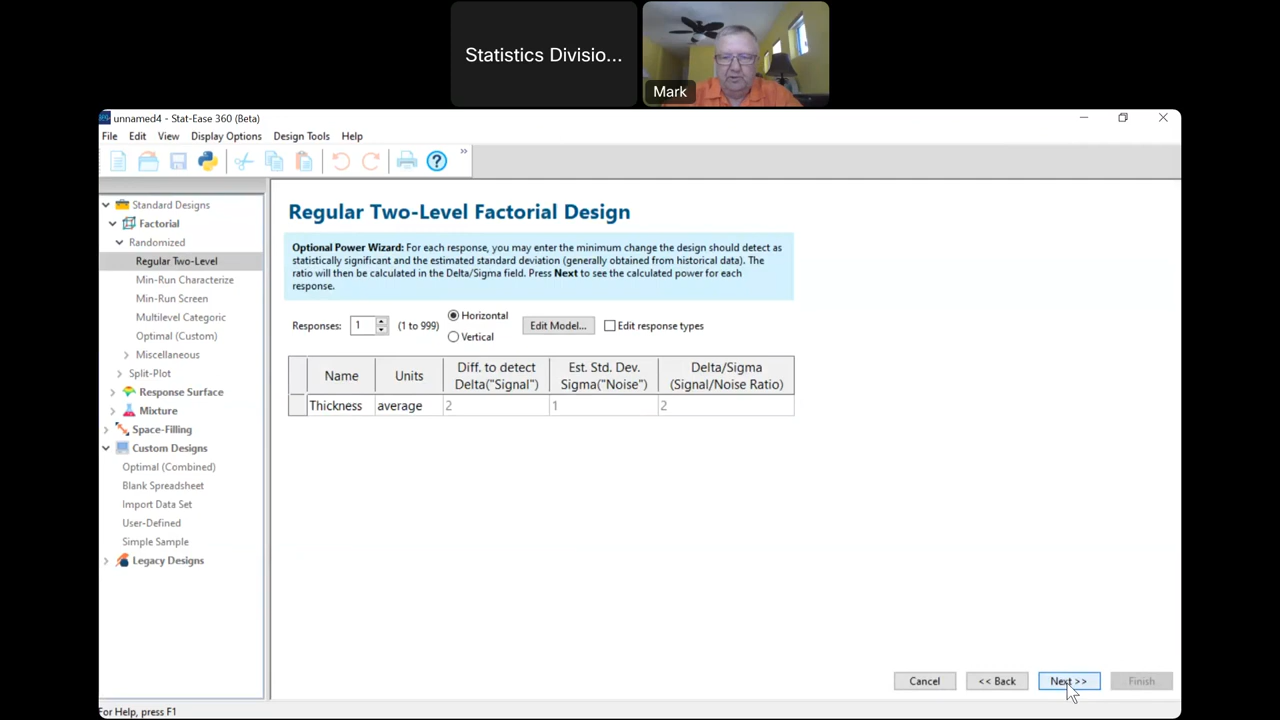 Statistics Divisio...
Mark
unnamed4 - Stat-Ease 360 (Beta)
File Edit View Display Options Design Tools Help
Standard Designs
Factorial
Randomized
Regular Two-Level
Min-Run Characterize
Min-Run Screen
Multilevel Categoric
Optimal (Custom)
Miscellaneous
Split-Plot
Response Surface
Mixture
Space-Filling
Custom Designs
Optimal (Combined)
Blank Spreadsheet
Import Data Set
User-Defined
Simple Sample
Legacy Designs
Regular Two-Level Factorial Design
Optional Power Wizard: For each response, you may enter the minimum change the design should detect as
statistically significant and the estimated standard deviation (generally obtained from historical data). The
ratio will then be calculated in the Delta/Sigma field. Press Next to see the calculated power for each
response.
Responses: 1 (1 to 999)
Horizontal
Vertical
Edit Model...
Edit response types
Name Units Diff. to detect Est. Std. Dev. Delta/Sigma
Delta("Signal") Sigma("Noise") (Signal/Noise Ratio)
Thickness average 2 1 2
Cancel << Back Next >> Finish
For Help, press F1